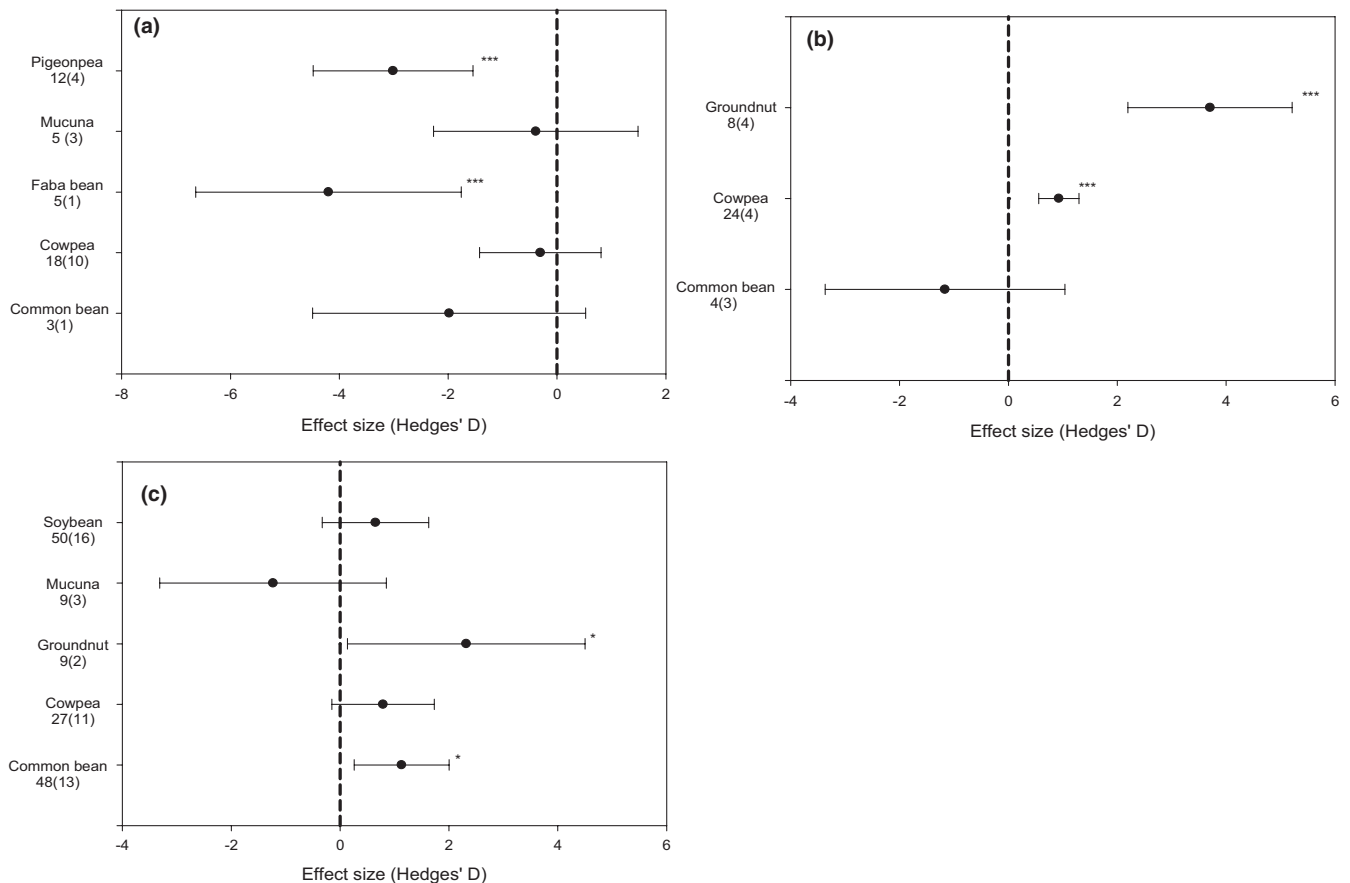 (a)
Pigeonpea
12(4)
***
Mucuna
5 (3)
Faba bean
5(1)
***
Cowpea
18(10)
Common bean
3(1)
-8 -6 -4 -2 0 2
Effect size (Hedges' D)
(b)
Groundnut
8(4)
***
Cowpea
24(4)
***
Common bean
4(3)
-4 -2 0 2 4 6
Effect size (Hedges' D)
(c)
Soybean
50(16)
Mucuna
9(3)
Groundnut
9(2)
*
Cowpea
27(11)
Common bean
48(13)
*
-4 -2 0 2 4 6
Effect size (Hedges' D)